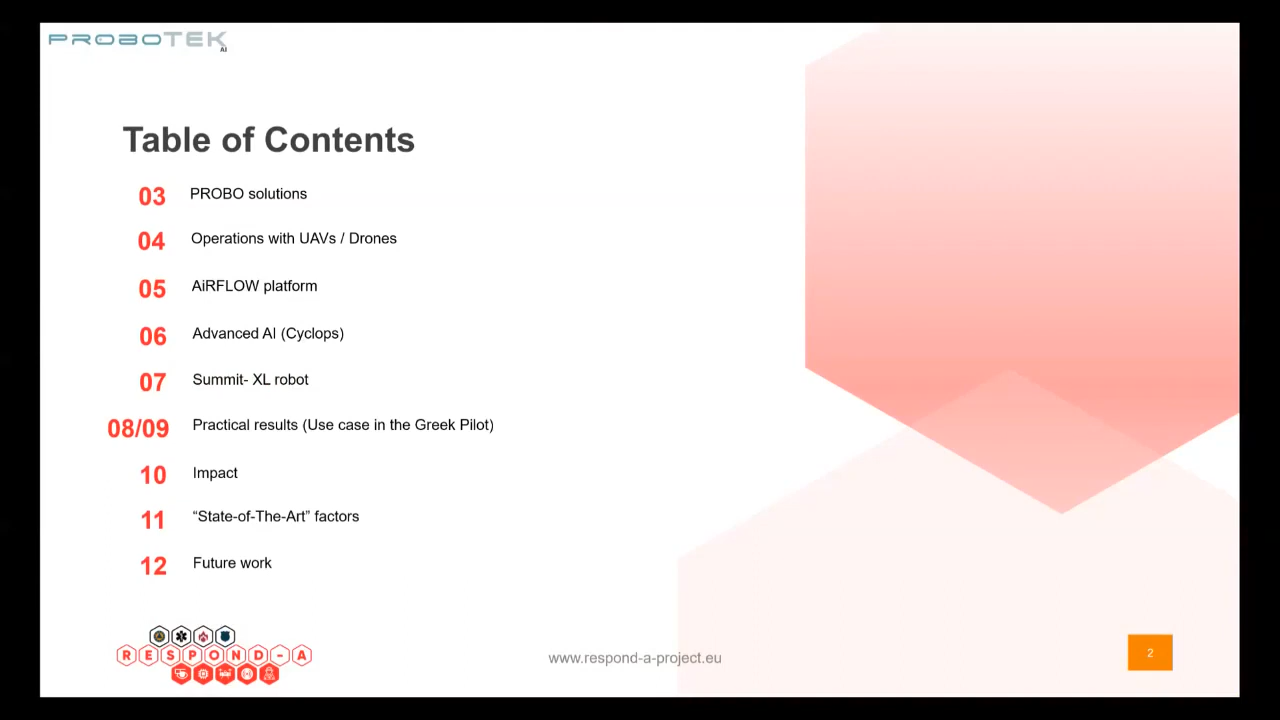 PROBOTEK
AI
Table of Contents
03 PROBO solutions
04 Operations with UAVs / Drones
05 AiRFLOW platform
06 Advanced AI (Cyclops)
07 Summit- XL robot
08/09 Practical results (Use case in the Greek Pilot)
10 Impact
11 “State-of-The-Art” factors
12 Future work
RESPOND-A
www.respond-a-project.eu
2